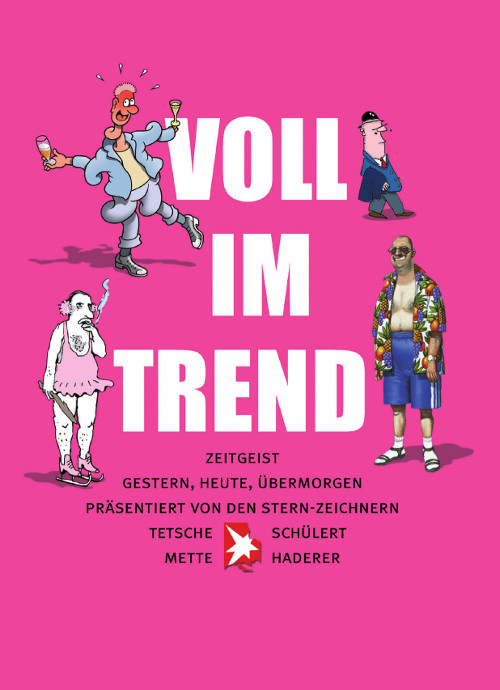 VOLL
IM
TREND
ZEITGEIST
GESTERN, HEUTE, ÜBERMORGEN
PRÄSENTIERT VON DEN STERN-ZEICHNERN
TETSCHE SCHÜLERT
METTE HADERER